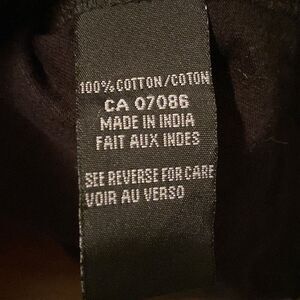 100% COTTON/COTON
CA 07086
MADE IN INDIA
FAIT AUX INDES
SEE REVERSE FOR CARE
VOIR AU VERSO